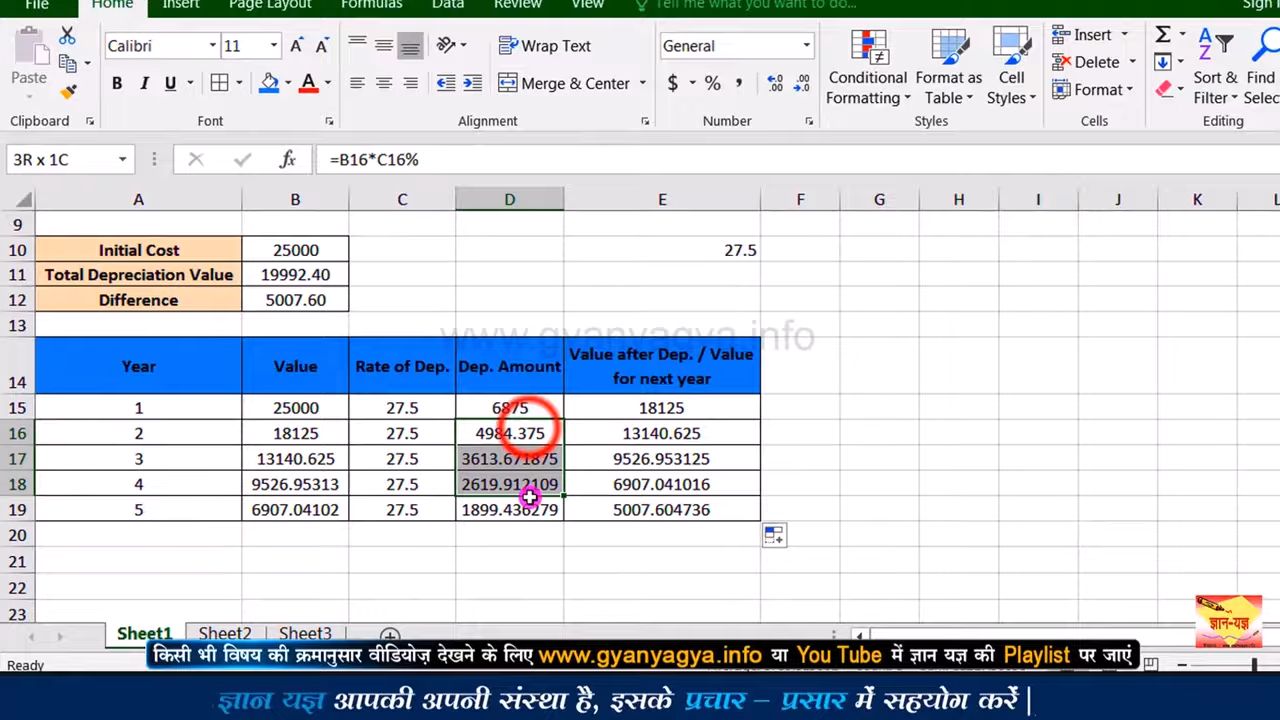 File Home Insert Page Layout Formulas Data Review View Tell me what you want to do... Sign i
Calibri 11 Wrap Text General Insert Σ
Paste B I U A Merge & Center $ % Conditional Formatting Format as Table Cell Styles Delete Format Sort & Filter Find Selec
Clipboard Font Alignment Number Styles Cells Editing
3R x 1C fx =B16*C16%
A B C D E F G H I J K L
9
10 Initial Cost 25000 27.5
11 Total Depreciation Value 19992.40
12 Difference 5007.60
13
www.gyanyagya.info
14 Year Value Rate of Dep. Dep. Amount Value after Dep. / Value for next year
15 1 25000 27.5 6875 18125
16 2 18125 27.5 4984.375 13140.625
17 3 13140.625 27.5 3613.671875 9526.953125
18 4 9526.95313 27.5 2619.912109 6907.041016
19 5 6907.04102 27.5 1899.436279 5007.604736
20
21
22
23
ज्ञान-यज्ञ
Sheet1 Sheet2 Sheet3
Ready किसी भी विषय की क्रमानुसार वीडियोज़ देखने के लिए www.gyanyagya.info या You Tube में ज्ञान यज्ञ की Playlist पर जाएं
ज्ञान यज्ञ आपकी अपनी संस्था है, इसके प्रचार – प्रसार में सहयोग करें |